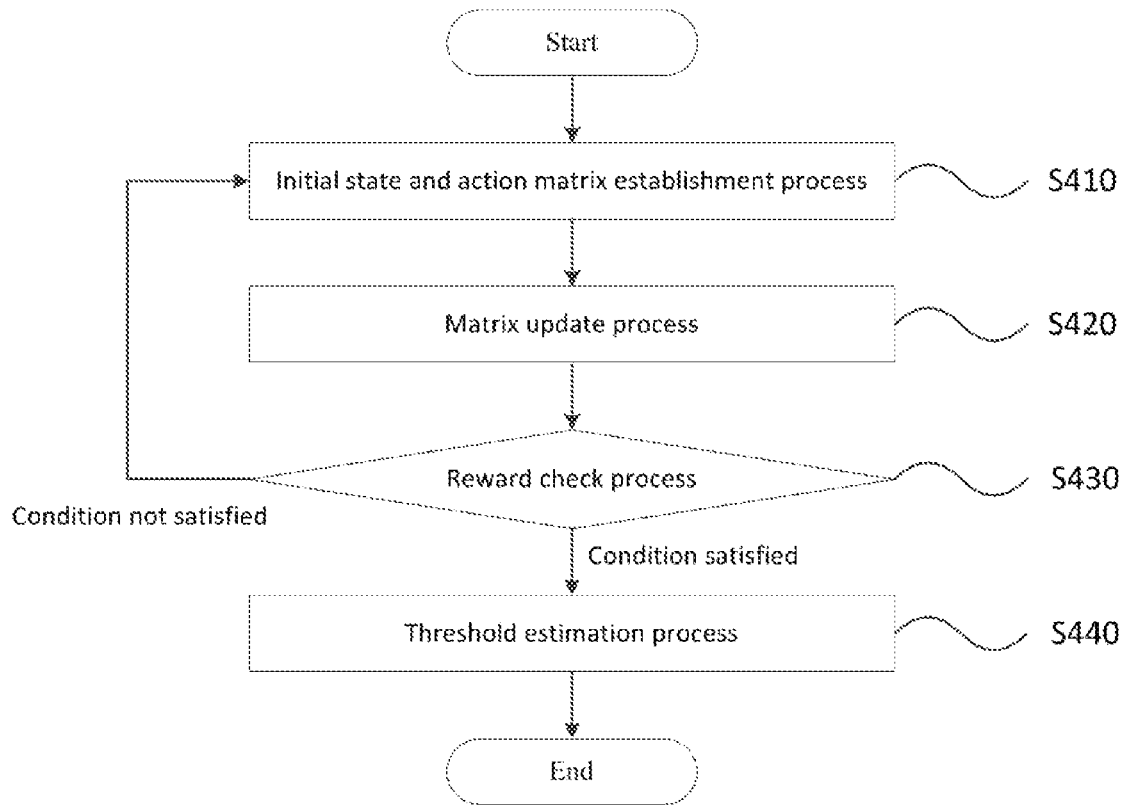 Start
Initial state and action matrix establishment process
S410
Matrix update process
S420
Reward check process
S430
Condition not satisfied
Condition satisfied
Threshold estimation process
S440
End